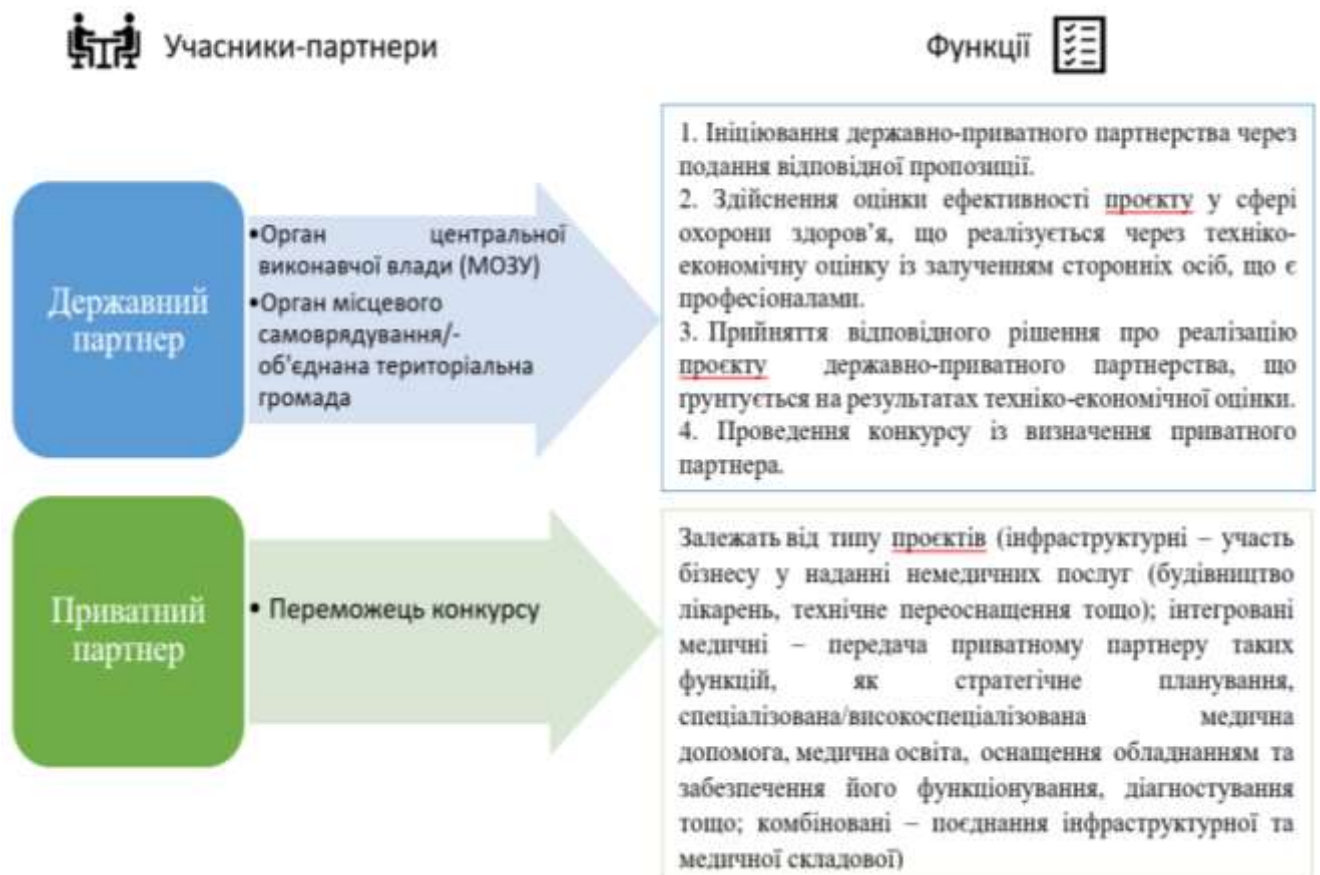 Учасники-партнери
Функції
Державний
партнер
•Орган центральної
виконавчої влади (МОЗУ)
•Орган місцевого
самоврядування/-
об'єднана територіальна
громада
1. Ініціювання державно-приватного партнерства через
подання відповідної пропозиції.
2. Здійснення оцінки ефективності проєкту у сфері
охорони здоров’я, що реалізується через техніко-
економічну оцінку із залученням сторонніх осіб, що є
професіоналами.
3. Прийняття відповідного рішення про реалізацію
проєкту державно-приватного партнерства, що
ґрунтується на результатах техніко-економічної оцінки.
4. Проведення конкурсу із визначення приватного
партнера.
Приватний
партнер
• Переможець конкурсу
Залежать від типу проєктів (інфраструктурні – участь
бізнесу у наданні немедичних послуг (будівництво
лікарень, технічне переоснащення тощо); інтегровані
медичні – передача приватному партнеру таких
функцій, як стратегічне планування,
спеціалізована/високоспеціалізована медична
допомога, медична освіта, оснащення обладнанням та
забезпечення його функціонування, діагностування
тощо; комбіновані – поєднання інфраструктурної та
медичної складової)